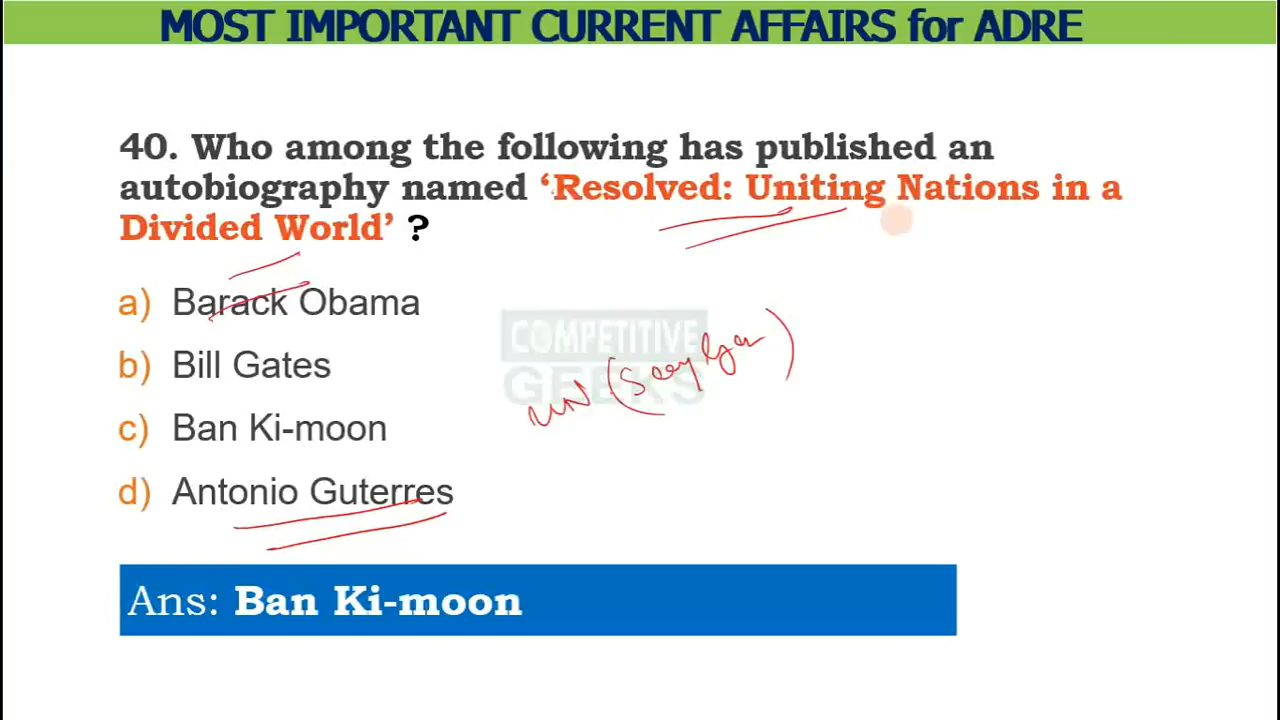 MOST IMPORTANT CURRENT AFFAIRS for ADRE
40. Who among the following has published an
autobiography named ‘Resolved: Uniting Nations in a
Divided World’ ?
a) Barack Obama
b) Bill Gates
c) Ban Ki-moon
d) Antonio Guterres
COMPETITIVE
GEEKS
UN
Ans: Ban Ki-moon